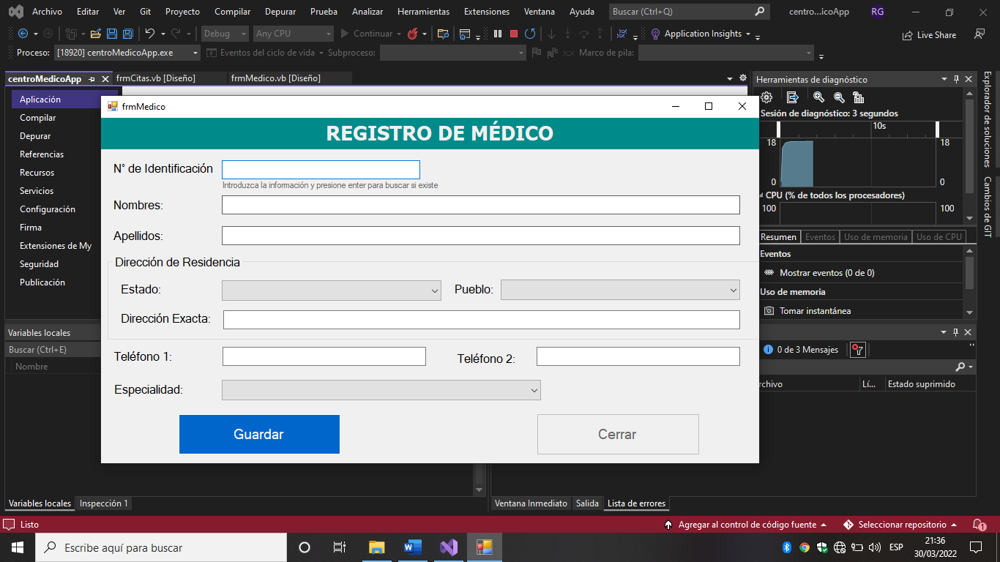 Archivo Editar Ver Git Proyecto Compilar Depurar Prueba Analizar Herramientas Extensiones Ventana Ayuda Buscar (Ctrl+Q) centro...icoApp RG
Debug Any CPU Continuar Application Insights Live Share
Proceso: [18920] centroMedicoApp.exe Eventos del ciclo de vida Subproceso: Marco de pila:
centroMedicoApp frmCitas.vb [Diseño] frmMedico.vb [Diseño]
Aplicación
Compilar
Depurar
Referencias
Recursos
Servicios
Configuración
Firma
Extensiones de My
Seguridad
Publicación
frmMedico
REGISTRO DE MÉDICO
N° de Identificación
Introduzca la información y presione enter para buscar si existe
Nombres:
Apellidos:
Dirección de Residencia
Estado: Pueblo:
Dirección Exacta:
Teléfono 1: Teléfono 2:
Especialidad:
Guardar Cerrar
Herramientas de diagnóstico
Sesión de diagnóstico: 3 segundos
10s
18 18
0 0
CPU (% de todos los procesadores)
100 100
Resumen Eventos Uso de memoria Uso de CPU
Eventos
Mostrar eventos (0 de 0)
Uso de memoria
Tomar instantánea
Explorador de soluciones
Cambios de GIT
Variables locales
Buscar (Ctrl+E)
Nombre
0 de 3 Mensajes
rchivo Lí... Estado suprimido
Variables locales Inspección 1 Ventana Inmediato Salida Lista de errores
Listo Agregar al control de código fuente Seleccionar repositorio 1
Escribe aquí para buscar ESP 21:36
30/03/2022